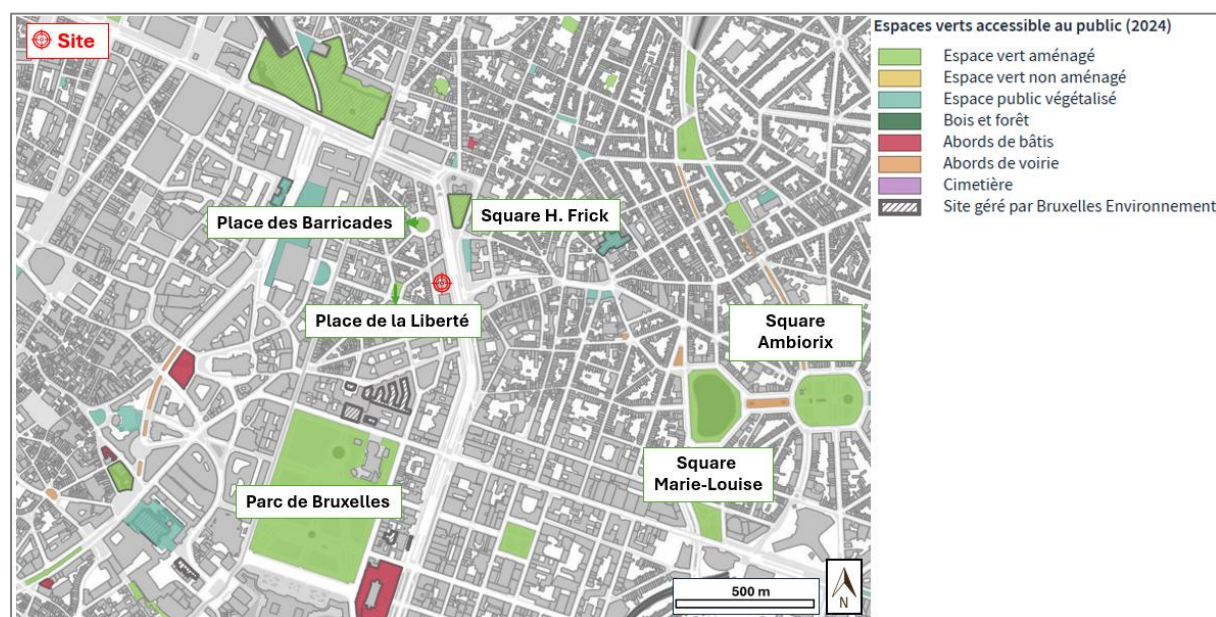 Site
Espaces verts accessible au public (2024)
Espace vert aménagé
Espace vert non aménagé
Espace public végétalisé
Bois et forêt
Abords de bâtis
Abords de voirie
Cimetière
Site géré par Bruxelles Environnement
Place des Barricades
Square H. Frick
Place de la Liberté
Square
Ambiorix
Square
Marie-Louise
Parc de Bruxelles
500 m
N